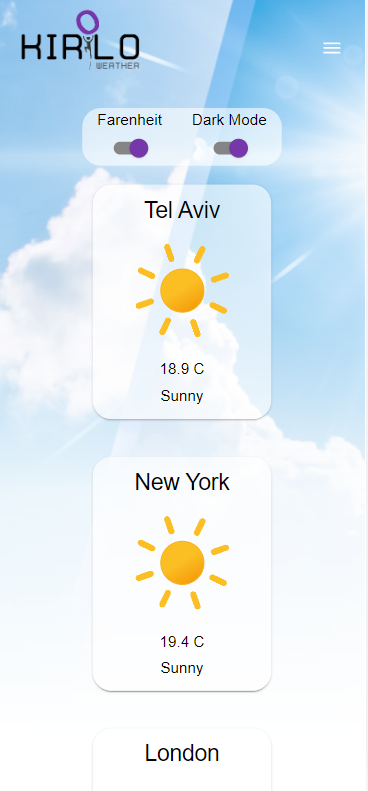 KIRILO
WEATHER
Farenheit Dark Mode
Tel Aviv
18.9 C
Sunny
New York
19.4 C
Sunny
London